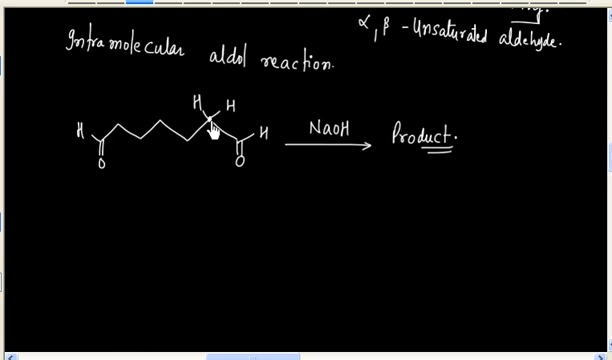 α, β - Unsaturated aldehyde.
Intramolecular aldol reaction.
H H
H H
O O
NaOH
Product.